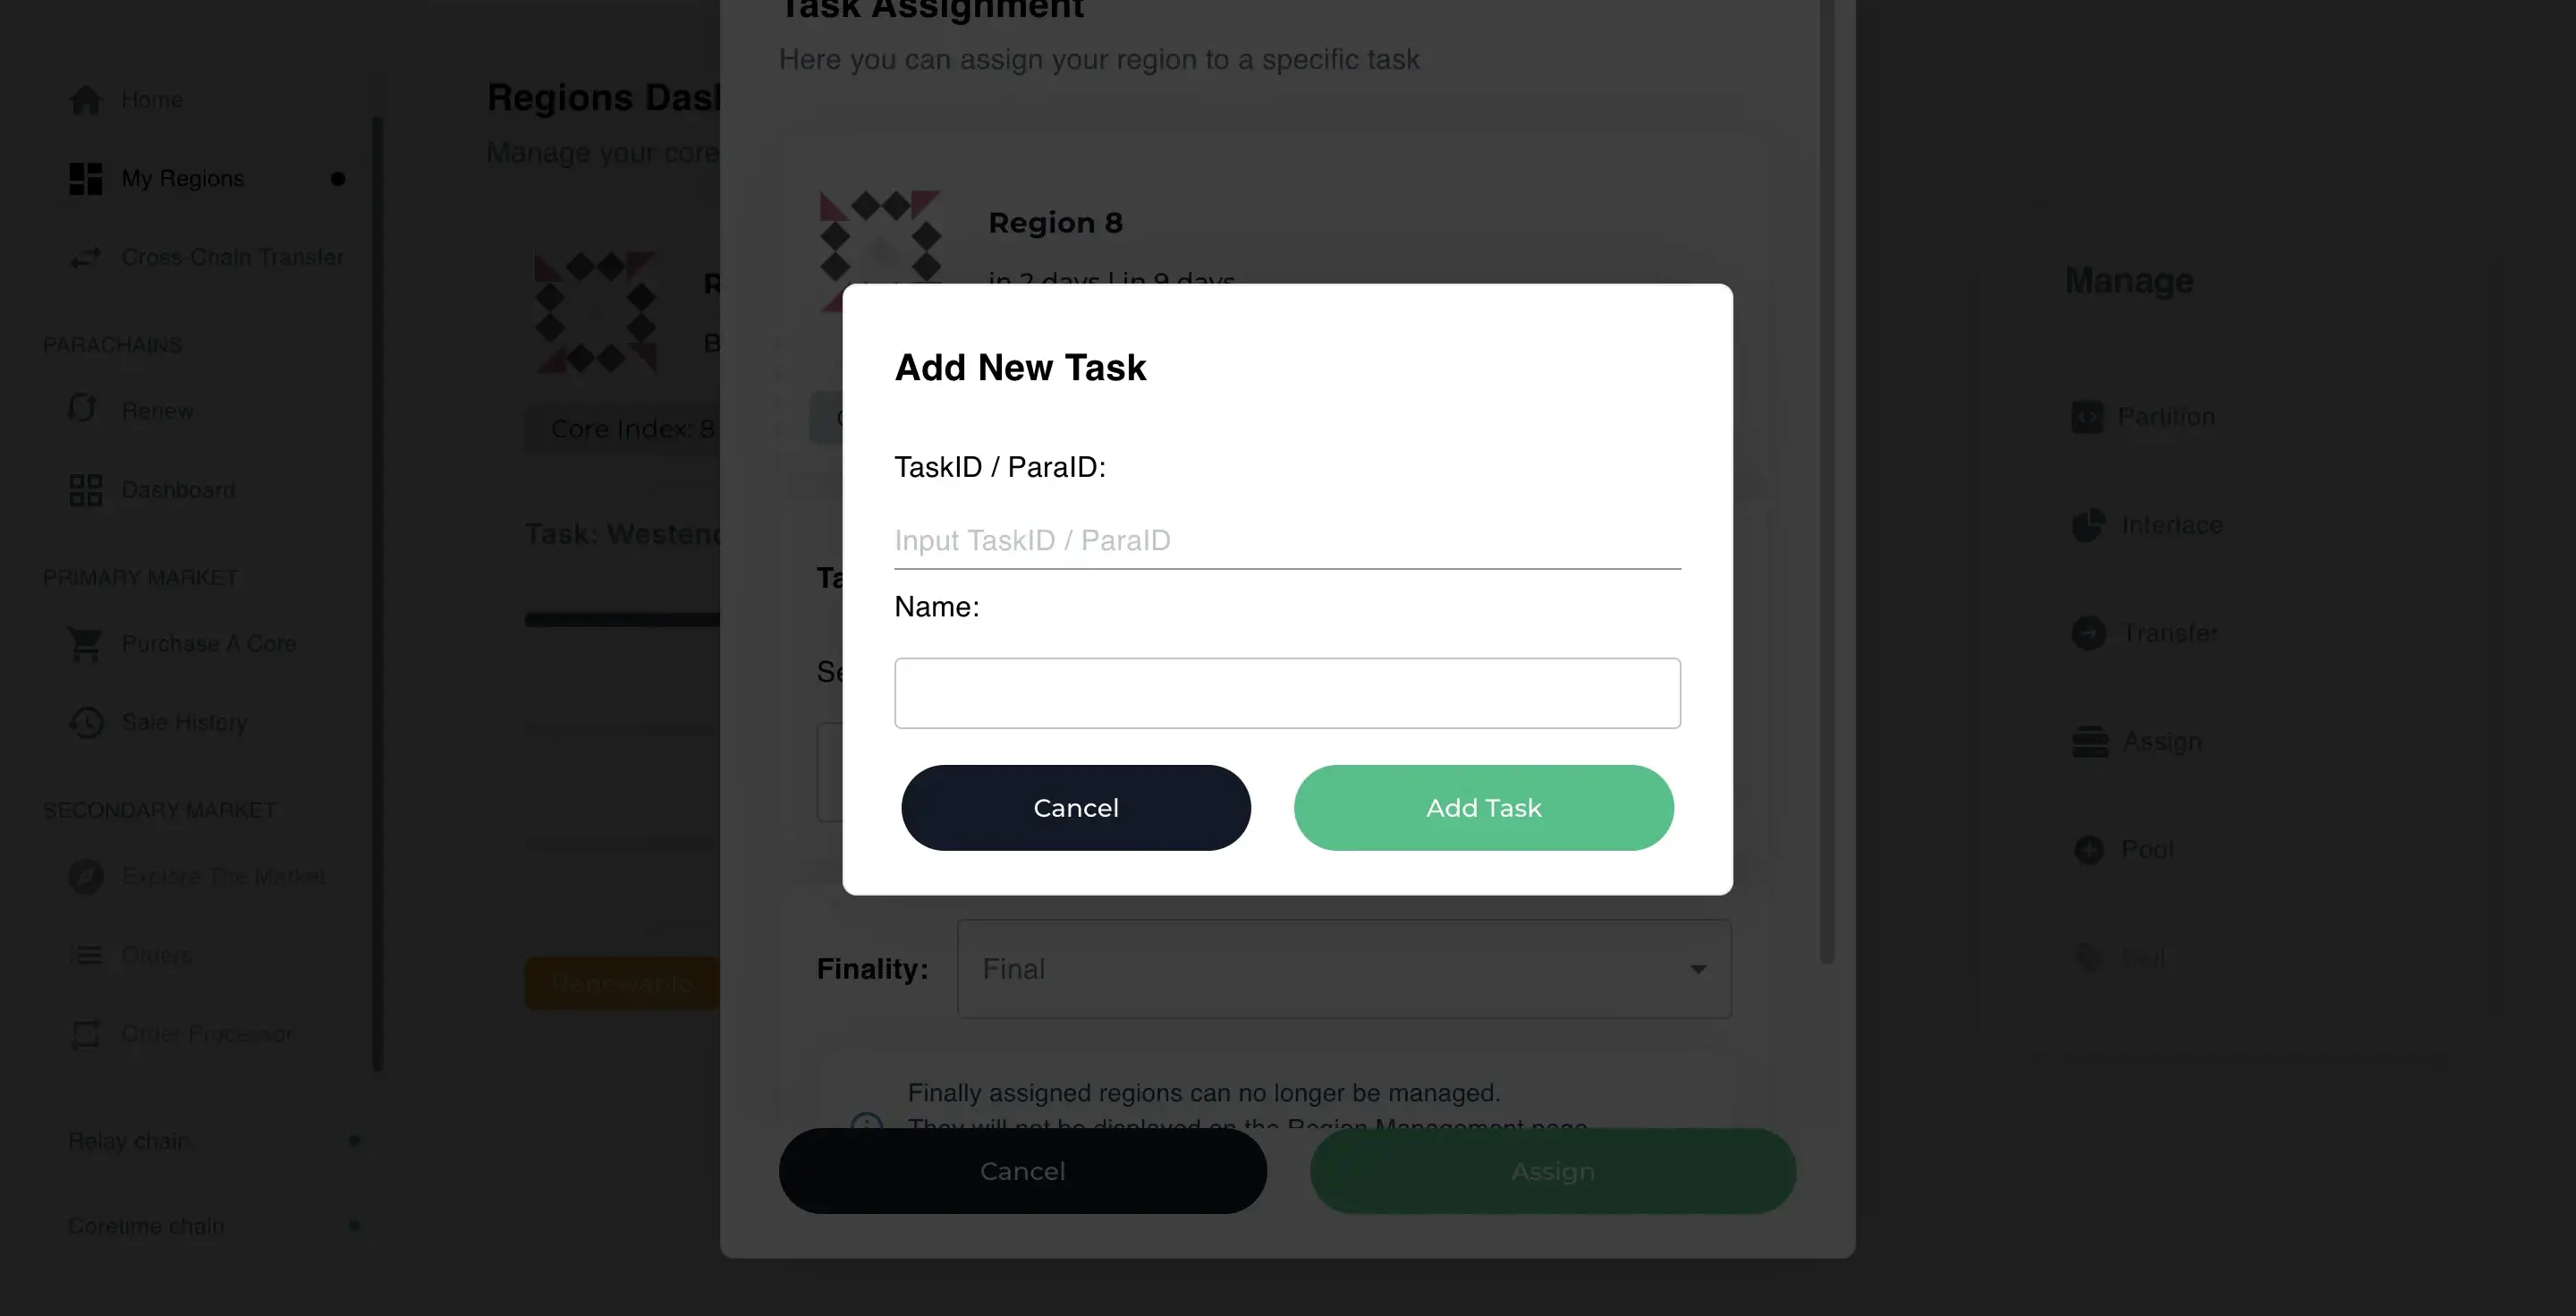 Home
My Regions
Cross-Chain Transfer
PARACHAINS
Renew
Dashboard
PRIMARY MARKET
Purchase A Core
Sale History
SECONDARY MARKET
Explore The Market
Orders
Order Processor
Relay chain
Coretime chain
Regions
Manage your core
Core Index: 8
Task:
Renewable
Task Assignment
Here you can assign your region to a specific task
Region 8
in 2 days | in 9 days
Add New Task
TaskID / ParaID:
Input TaskID / ParaID
Name:
Cancel
Add Task
Finality:
Final
Finally assigned regions can no longer be managed.
They will not be displayed on the Region Management page.
Cancel
Assign
Manage
Partition
Interlace
Transfer
Assign
Pool